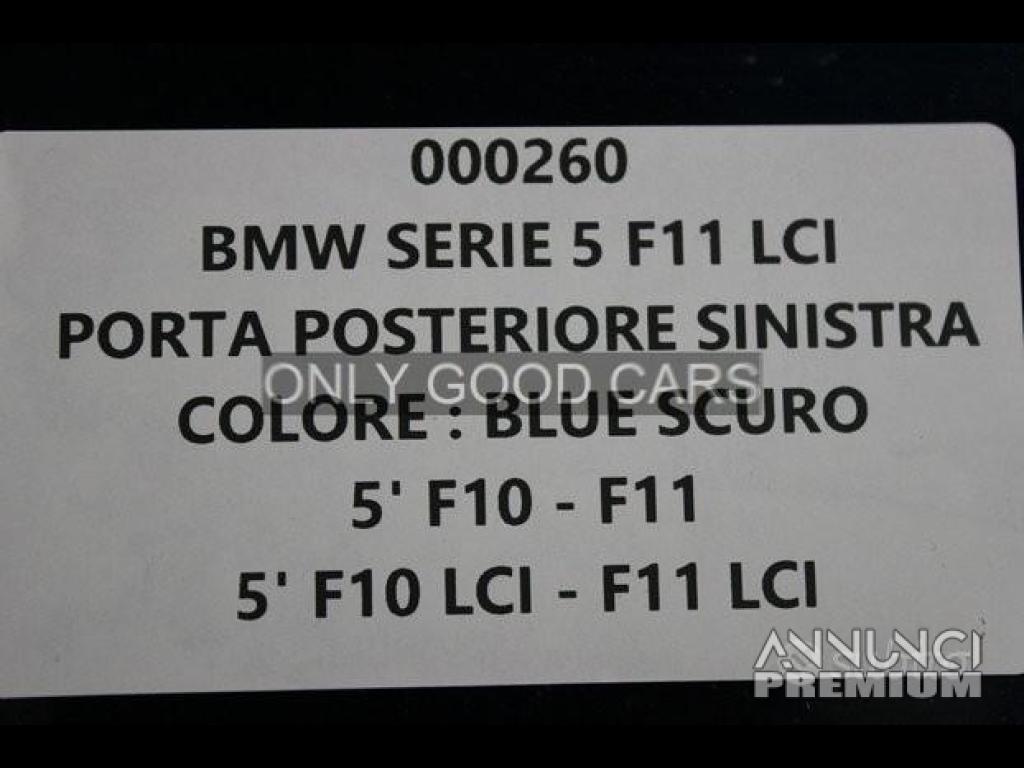 000260
BMW SERIE 5 F11 LCI
PORTA POSTERIORE SINISTRA
ONLY GOOD CARS
COLORE : BLUE SCURO
5' F10 - F11
5' F10 LCI - F11 LCI
ANNUNCI
PREMIUM